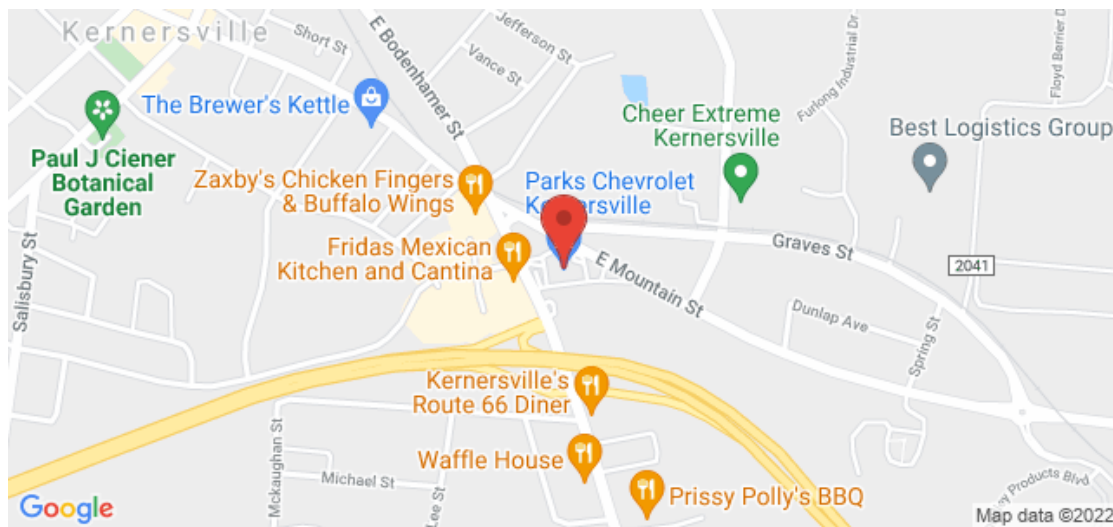 Kernersville
Short St
E Bodenhamer St
Jefferson St
Vance St
Furlong Industrial Dr
Floyd Berrier D
The Brewer's Kettle
Cheer Extreme
Kernersville
Best Logistics Group
Paul J Ciener
Botanical
Garden
Zaxby's Chicken Fingers
& Buffalo Wings
Parks Chevrolet
Fridas Mexican
Kitchen and Cantina
E Mountain St
Graves St
2041
Salisbury St
Dunlap Ave
Spring St
Kernersville's
Route 66 Diner
Mckaughan St
Michael St
Lee St
Waffle House
Prissy Polly's BBQ
Products Blvd
Google
Map data ©2022